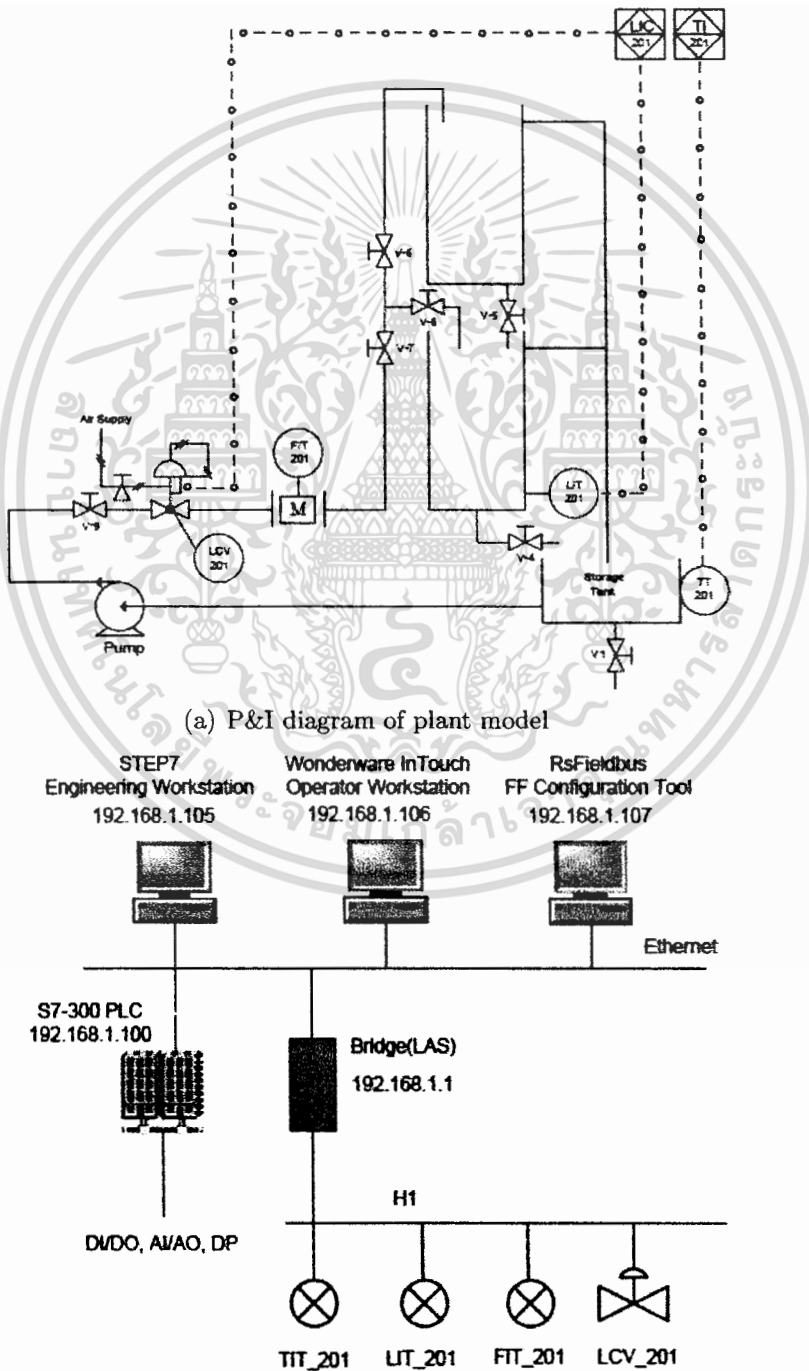 LIC
201
TI
201
V-6
V-8
V-5
V-7
Air Supply
FIT
201
M
LIT
201
V-9
LCV
201
V-4
Storage
Tank
TT
201
Pump
V-1
(a) P&I diagram of plant model
STEP7
Engineering Workstation
192.168.1.105
Wonderware InTouch
Operator Workstation
192.168.1.106
RsFieldbus
FF Configuration Tool
192.168.1.107
Ethernet
S7-300 PLC
192.168.1.100
Bridge(LAS)
192.168.1.1
H1
DI/DO, AI/AO, DP
TIT_201
LIT_201
FIT_201
LCV_201